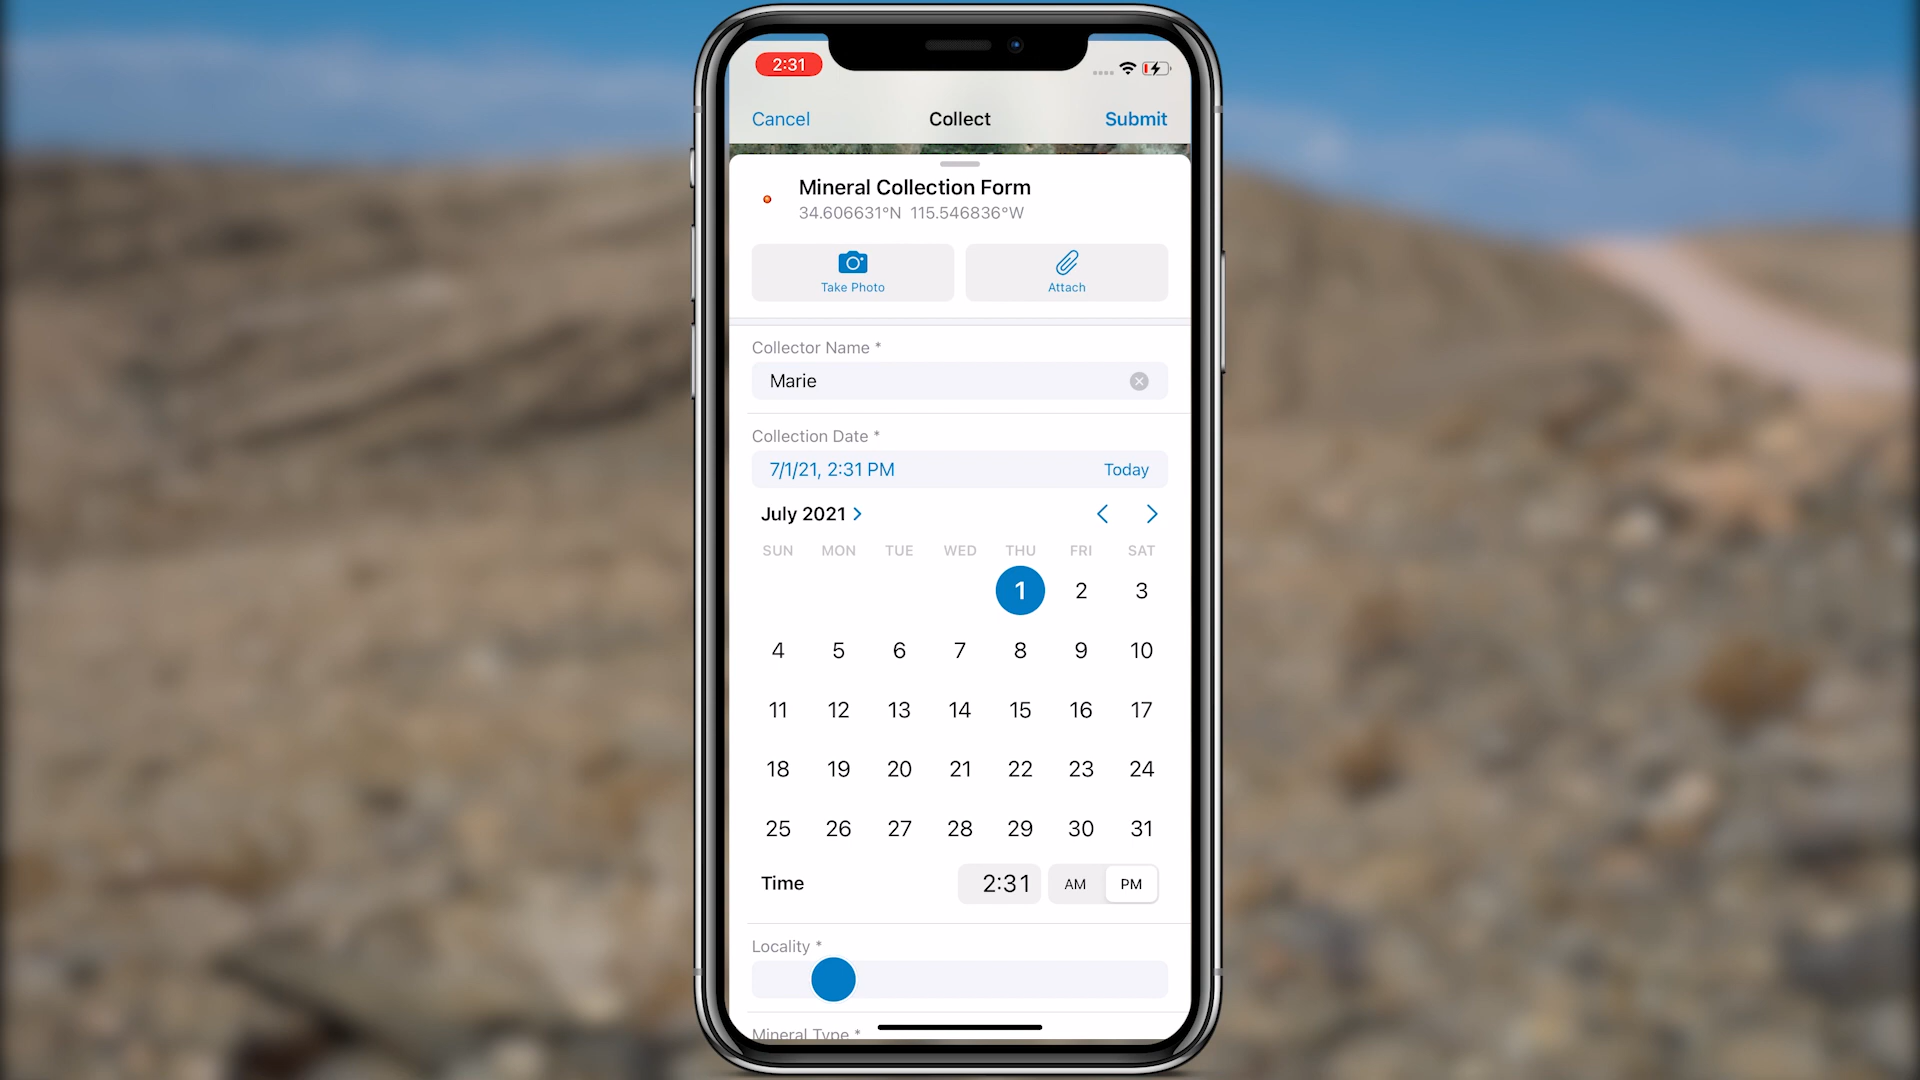 2:31
Cancel Collect Submit
Mineral Collection Form
34.606631°N 115.546836°W
Take Photo Attach
Collector Name *
Marie
Collection Date *
7/1/21, 2:31 PM Today
July 2021
SUN MON TUE WED THU FRI SAT
1 2 3
4 5 6 7 8 9 10
11 12 13 14 15 16 17
18 19 20 21 22 23 24
25 26 27 28 29 30 31
Time 2:31 AM PM
Locality *
Mineral Type *